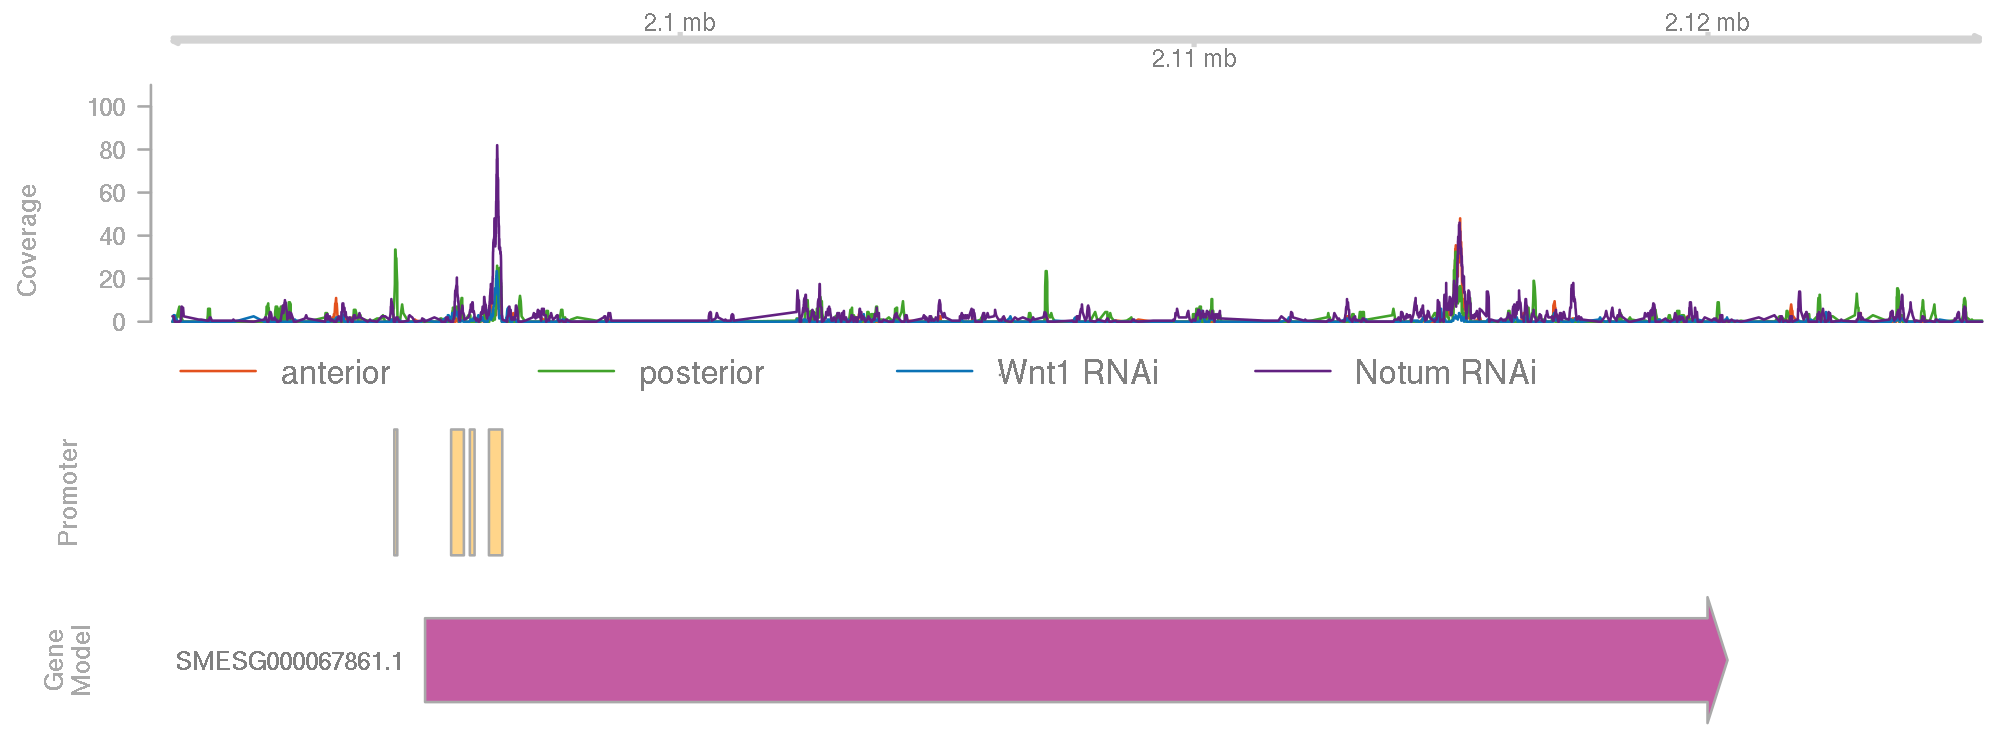 2.1 mb
2.12 mb
2.11 mb
Coverage
100
80
60
40
20
0
anterior
posterior
Wnt1 RNAi
Notum RNAi
Promoter
Gene
Model
SMESG000067861.1